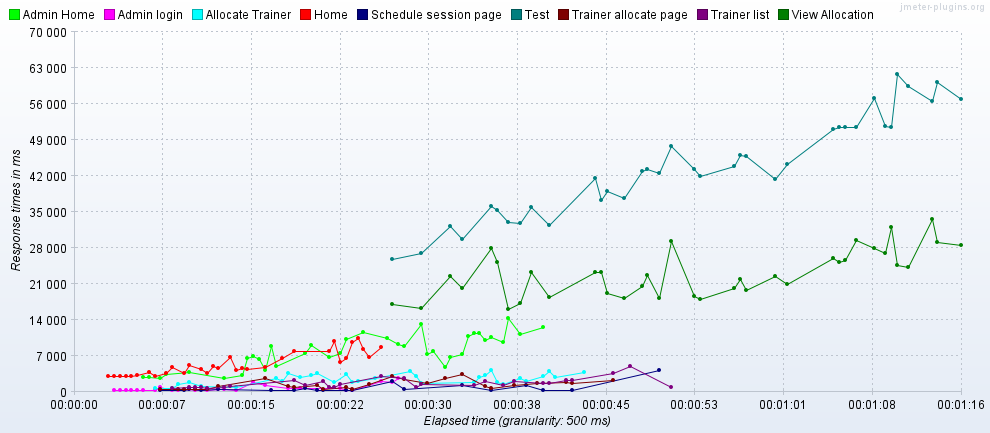 Admin Home Admin login Allocate Trainer Home Schedule session page Test Trainer allocate page Trainer list View Allocation
jmeter-plugins.org
70 000
63 000
56 000
49 000
42 000
35 000
28 000
21 000
14 000
7 000
0
Response times in ms
00:00:00 00:00:07 00:00:15 00:00:22 00:00:30 00:00:38 00:00:45 00:00:53 00:01:01 00:01:08 00:01:16
Elapsed time (granularity: 500 ms)